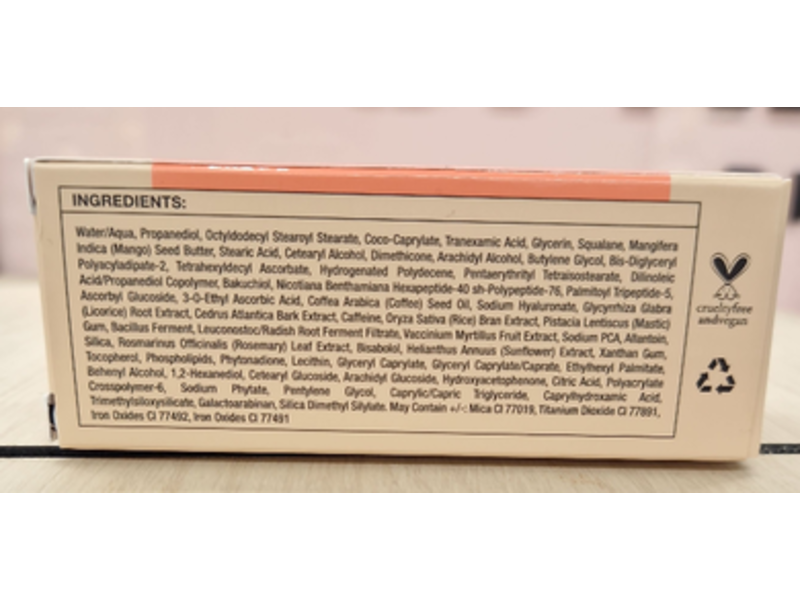 INGREDIENTS:
Water/Aqua, Propanediol, Octyldodecyl Stearoyl Stearate, Coco-Caprylate, Tranexamic Acid, Glycerin, Squalane, Mangifera
Indica (Mango) Seed Butter, Stearic Acid, Cetearyl Alcohol, Dimethicone, Arachidyl Alcohol, Butylene Glycol, Bis-Diglyceryl
Polyacyladipate-2, Tetrahexyldecyl Ascorbate, Hydrogenated Polydecene, Pentaerythrityl Tetraisostearate, Dilinoleic
Acid/Propanediol Copolymer, Bakuchiol, Nicotiana Benthamiana Hexapeptide-40 sh-Polypeptide-76, Palmitoyl Tripeptide-5,
Ascorbyl Glucoside, 3-O-Ethyl Ascorbic Acid, Coffea Arabica (Coffee) Seed Oil, Sodium Hyaluronate, Glycyrrhiza Glabra
(Licorice) Root Extract, Cedrus Atlantica Bark Extract, Caffeine, Oryza Sativa (Rice) Bran Extract, Pistacia Lentiscus (Mastic)
Gum, Bacillus Ferment, Leuconostoc/Radish Root Ferment Filtrate, Vaccinium Myrtillus Fruit Extract, Sodium PCA, Allantoin,
Silica, Rosmarinus Officinalis (Rosemary) Leaf Extract, Bisabolol, Helianthus Annuus (Sunflower) Extract, Xanthan Gum,
Tocopherol, Phospholipids, Phytonadione, Lecithin, Glyceryl Caprylate, Glyceryl Caprylate/Caprate, Ethylhexyl Palmitate,
Behenyl Alcohol, 1,2-Hexanediol, Cetearyl Glucoside, Arachidyl Glucoside, Hydroxyacetophenone, Citric Acid, Polyacrylate
Crosspolymer-6, Sodium Phytate, Pentylene Glycol, Caprylic/Capric Triglyceride, Caprylhydroxamic Acid,
Trimethylsiloxysilicate, Galactoarabinan, Silica Dimethyl Silylate. May Contain +/-: Mica CI 77019, Titanium Dioxide CI 77891,
Iron Oxides CI 77492, Iron Oxides CI 77491
crueltyfree
andvegan